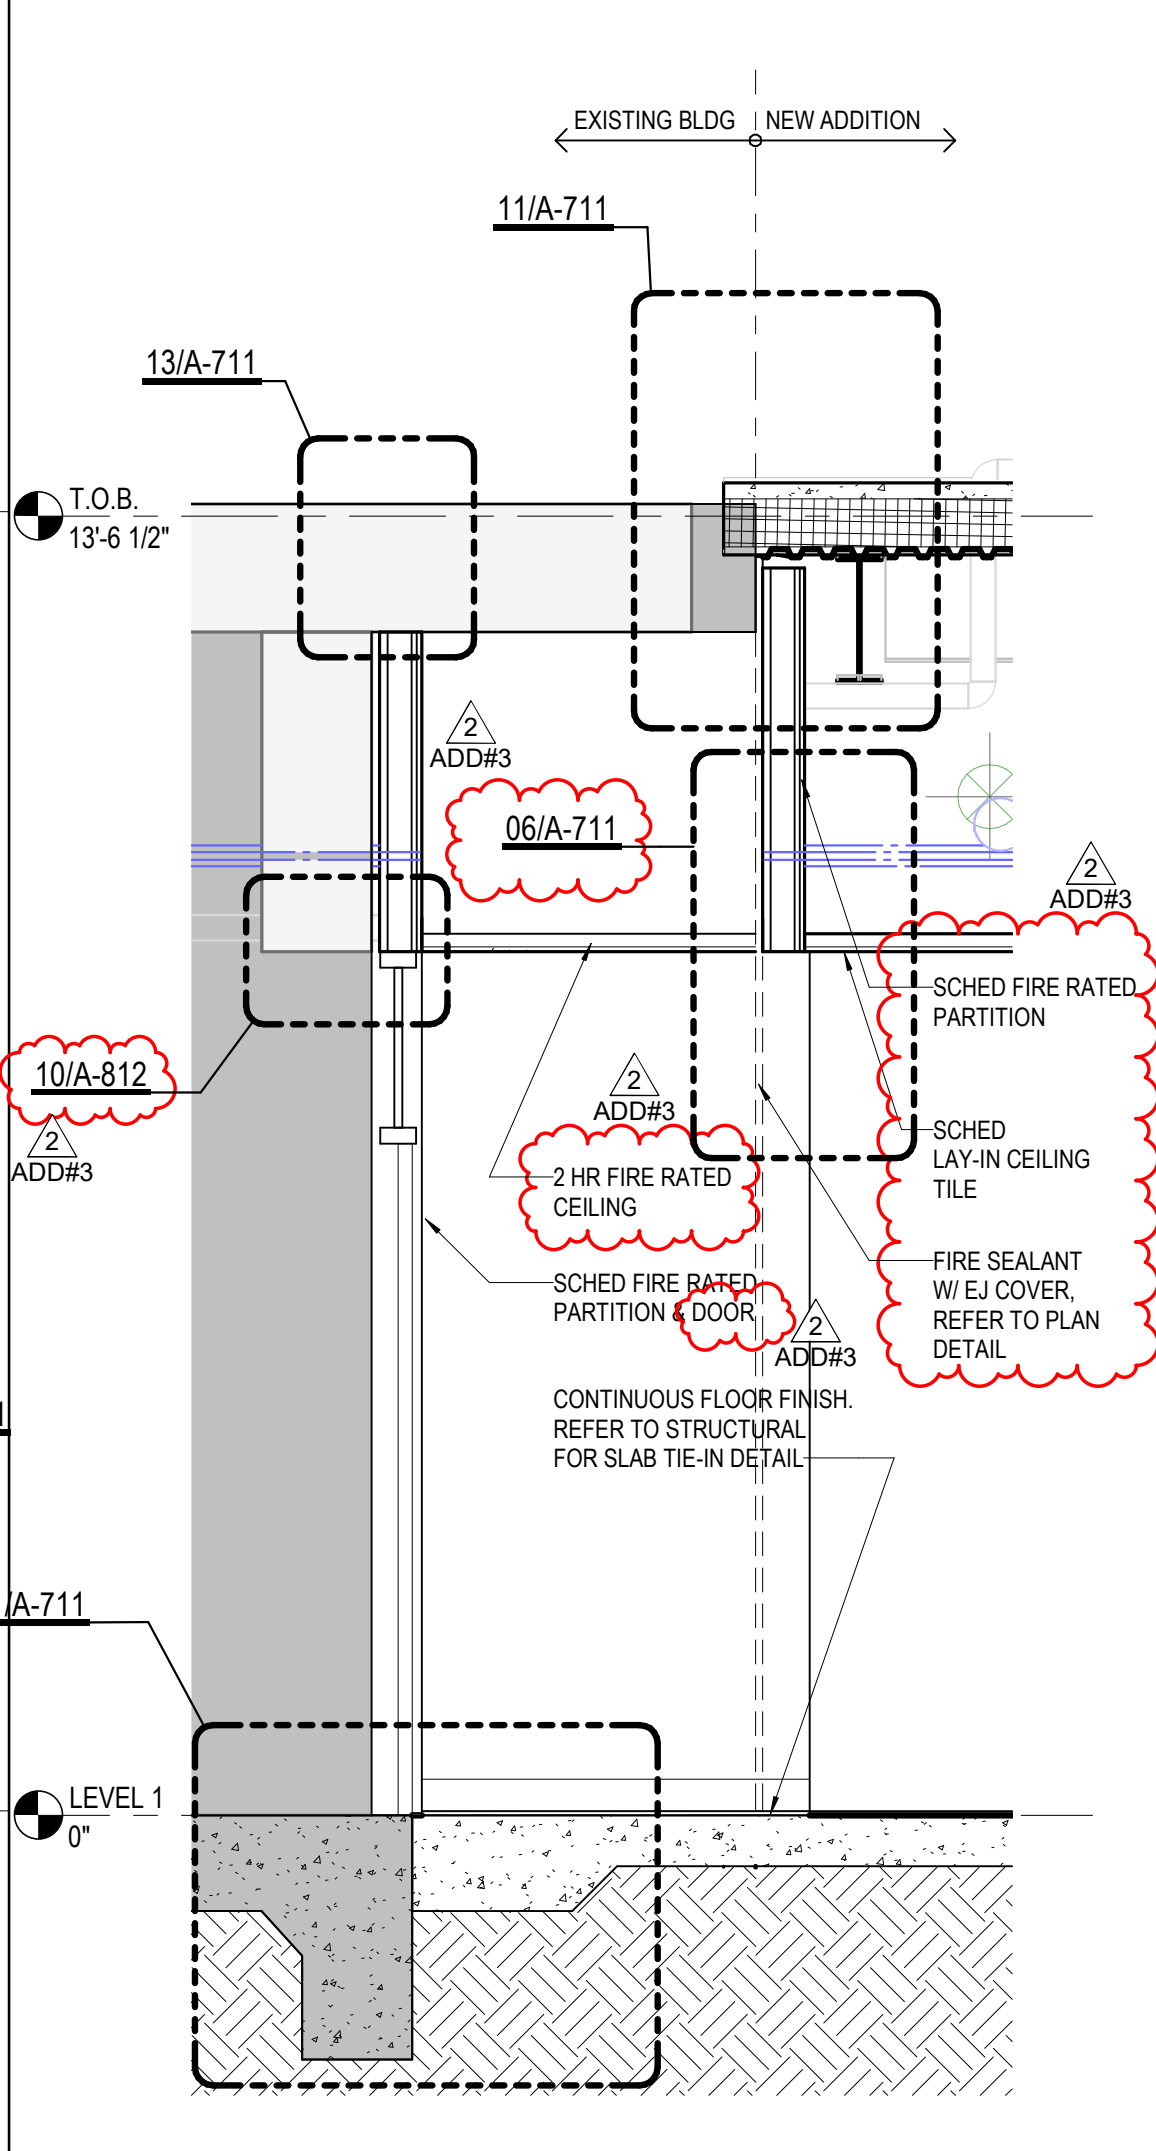 EXISTING BLDG
NEW ADDITION
11/A-711
13/A-711
T.O.B.
13'-6 1/2"
2
ADD#3
06/A-711
2
ADD#3
SCHED FIRE RATED
PARTITION
10/A-812
2
ADD#3
2
ADD#3
2 HR FIRE RATED
CEILING
SCHED
LAY-IN CEILING
TILE
SCHED FIRE RATED
PARTITION & DOOR
FIRE SEALANT
W/ EJ COVER,
REFER TO PLAN
DETAIL
2
ADD#3
CONTINUOUS FLOOR FINISH.
REFER TO STRUCTURAL
FOR SLAB TIE-IN DETAIL
/A-711
LEVEL 1
0"